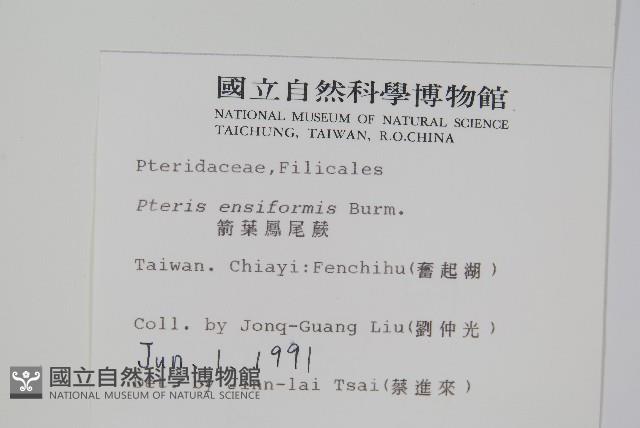 國立自然科學博物館
NATIONAL MUSEUM OF NATURAL SCIENCE
TAICHUNG, TAIWAN, R.O.CHINA
Pteridaceae,Filicales
Pteris ensiformis Burm.
箭葉鳳尾蕨
Taiwan. Chiayi:Fenchihu(奮起湖)
Coll. by Jonq-Guang Liu(劉仲光)
Jun. 1 1991
by Jinn-lai Tsai(蔡進來)
國立自然科學博物館
NATIONAL MUSEUM OF NATURAL SCIENCE